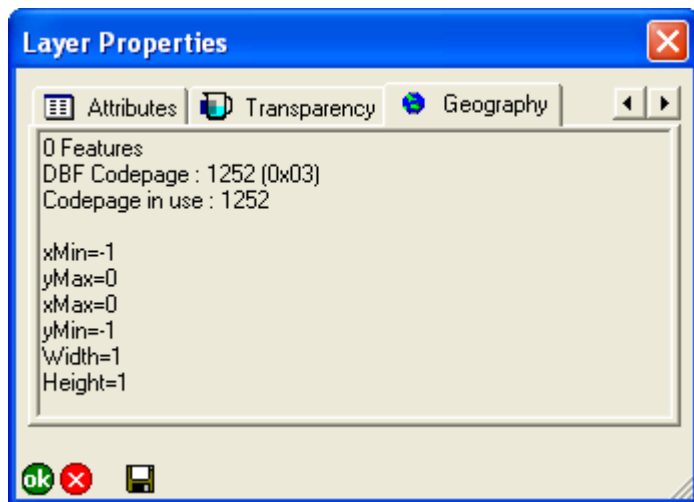 Layer Properties
Attributes Transparency Geography
0 Features
DBF Codepage : 1252 (0x03)
Codepage in use : 1252
xMin=-1
yMax=0
xMax=0
yMin=-1
Width=1
Height=1
ok